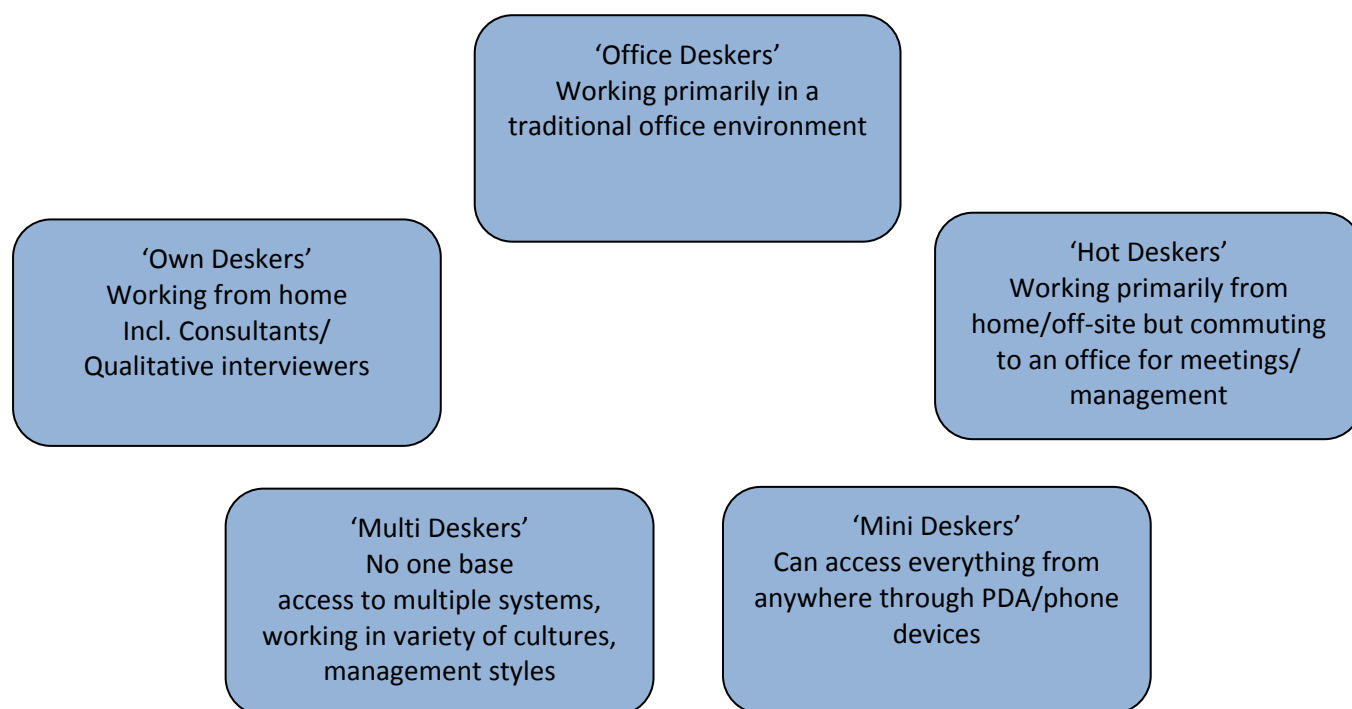 ‘Office Deskers’
Working primarily in a
traditional office environment
‘Own Deskers’
Working from home
Incl. Consultants/
Qualitative interviewers
‘Hot Deskers’
Working primarily from
home/off-site but commuting
to an office for meetings/
management
‘Multi Deskers’
No one base
access to multiple systems,
working in variety of cultures,
management styles
‘Mini Deskers’
Can access everything from
anywhere through PDA/phone
devices